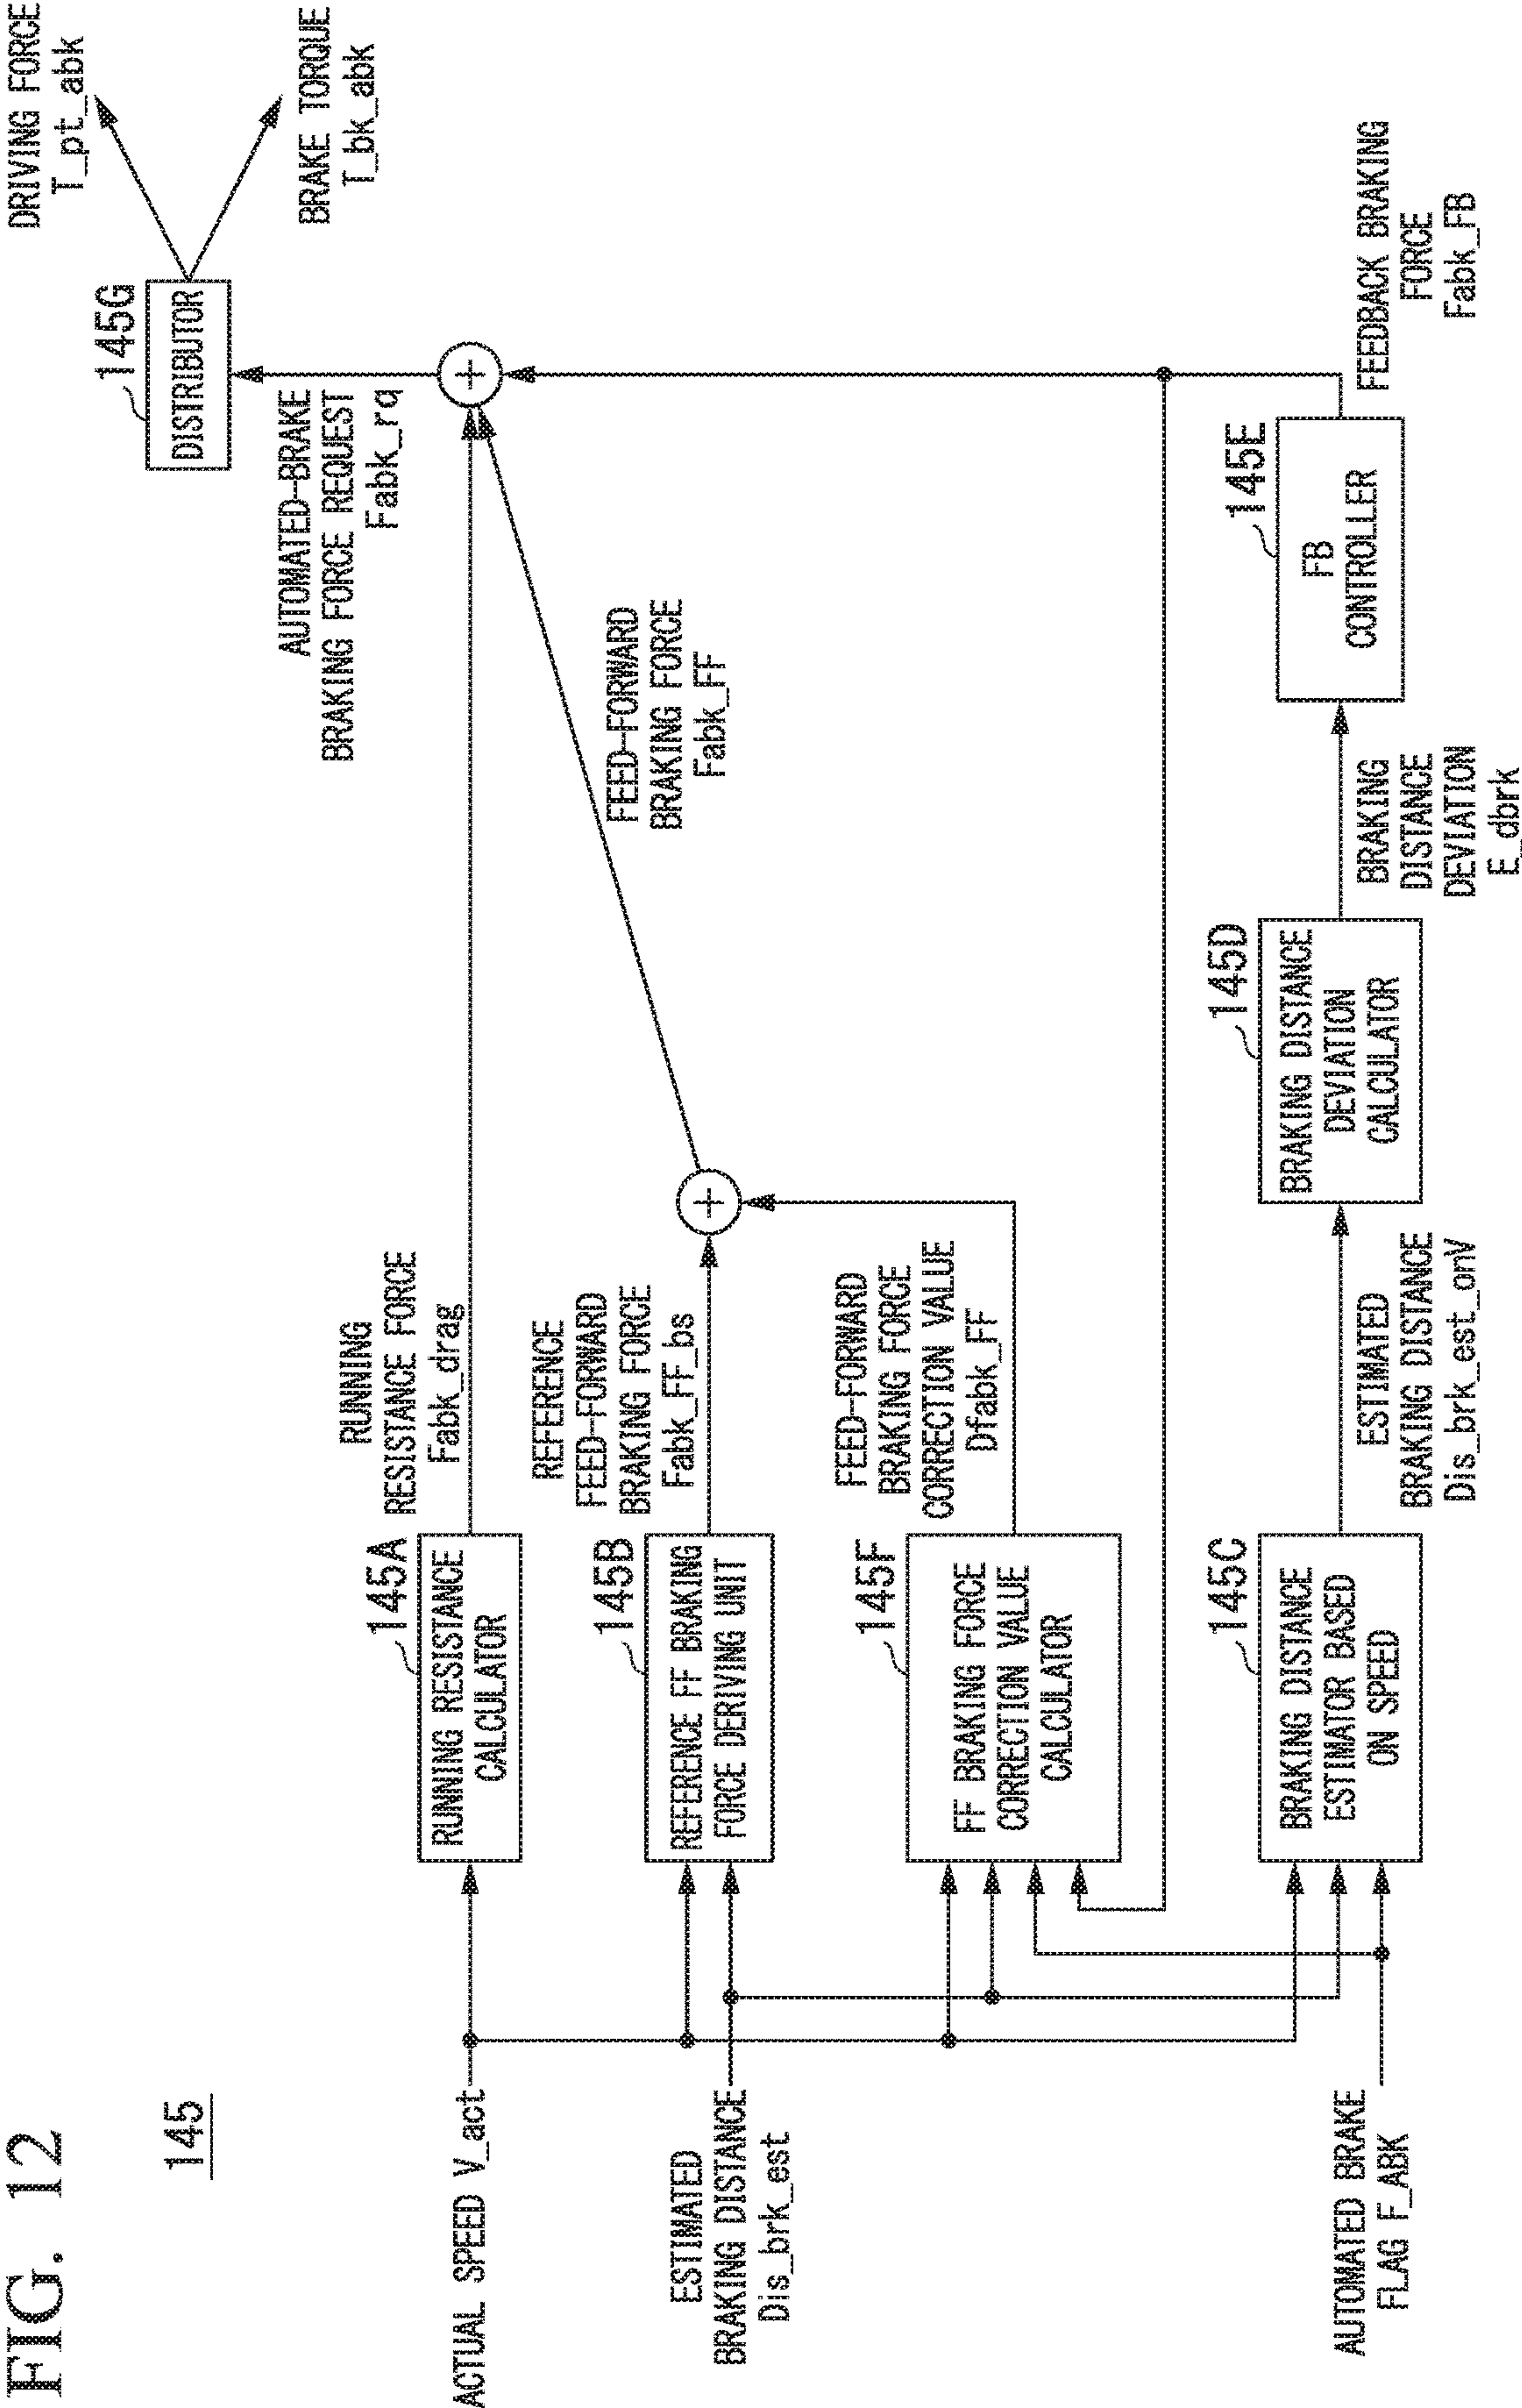 FIG. 12
145
ACTUAL SPEED V_act
ESTIMATED
BRAKING DISTANCE
Dis_brk_est
AUTOMATED BRAKE
FLAG F_ABK
145A
RUNNING RESISTANCE
CALCULATOR
RUNNING
RESISTANCE FORCE
Fabk_drag
145B
REFERENCE FF BRAKING
FORCE DERIVING UNIT
REFERENCE
FEED-FORWARD
BRAKING FORCE
Fabk_FF_bs
145F
FF BRAKING FORCE
CORRECTION VALUE
CALCULATOR
FEED-FORWARD
BRAKING FORCE
CORRECTION VALUE
Dfabk_FF
145C
BRAKING DISTANCE
ESTIMATOR BASED
ON SPEED
ESTIMATED
BRAKING DISTANCE
Dis_brk_est_onV
+
145D
BRAKING DISTANCE
DEVIATION
CALCULATOR
BRAKING
DISTANCE
DEVIATION
E_dbrk
FEED-FORWARD
BRAKING FORCE
Fabk_FF
145E
FB
CONTROLLER
FEEDBACK BRAKING
FORCE
Fabk_FB
+
AUTOMATED-BRAKE
BRAKING FORCE REQUEST
Fabk_rq
145G
DISTRIBUTOR
DRIVING FORCE
T_pt_abk
BRAKE TORQUE
T_bk_abk